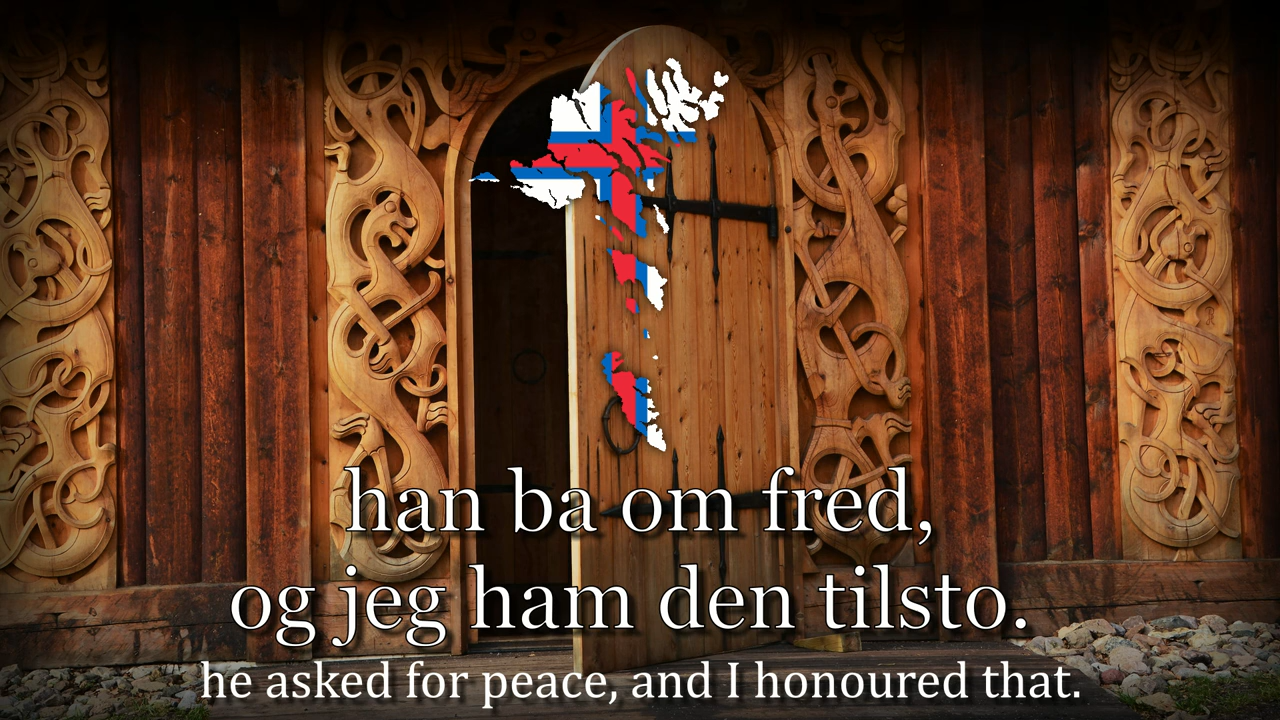 han ba om fred,
og jeg ham den tilsto.
he asked for peace, and I honoured that.